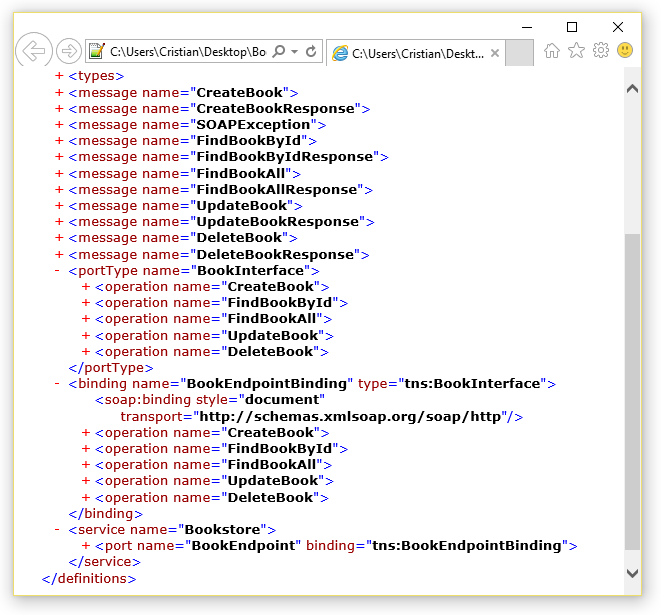 C:\Users\Cristian\Desktop\Bo
C:\Users\Cristian\Deskt...
+ <types>
+ <message name="CreateBook">
+ <message name="CreateBookResponse">
+ <message name="SOAPException">
+ <message name="FindBookById">
+ <message name="FindBookByIdResponse">
+ <message name="FindBookAll">
+ <message name="FindBookAllResponse">
+ <message name="UpdateBook">
+ <message name="UpdateBookResponse">
+ <message name="DeleteBook">
+ <message name="DeleteBookResponse">
- <portType name="BookInterface">
+ <operation name="CreateBook">
+ <operation name="FindBookById">
+ <operation name="FindBookAll">
+ <operation name="UpdateBook">
+ <operation name="DeleteBook">
</portType>
- <binding name="BookEndpointBinding" type="tns:BookInterface">
<soap:binding style="document"
transport="http://schemas.xmlsoap.org/soap/http"/>
+ <operation name="CreateBook">
+ <operation name="FindBookById">
+ <operation name="FindBookAll">
+ <operation name="UpdateBook">
+ <operation name="DeleteBook">
</binding>
- <service name="Bookstore">
+ <port name="BookEndpoint" binding="tns:BookEndpointBinding">
</service>
</definitions>